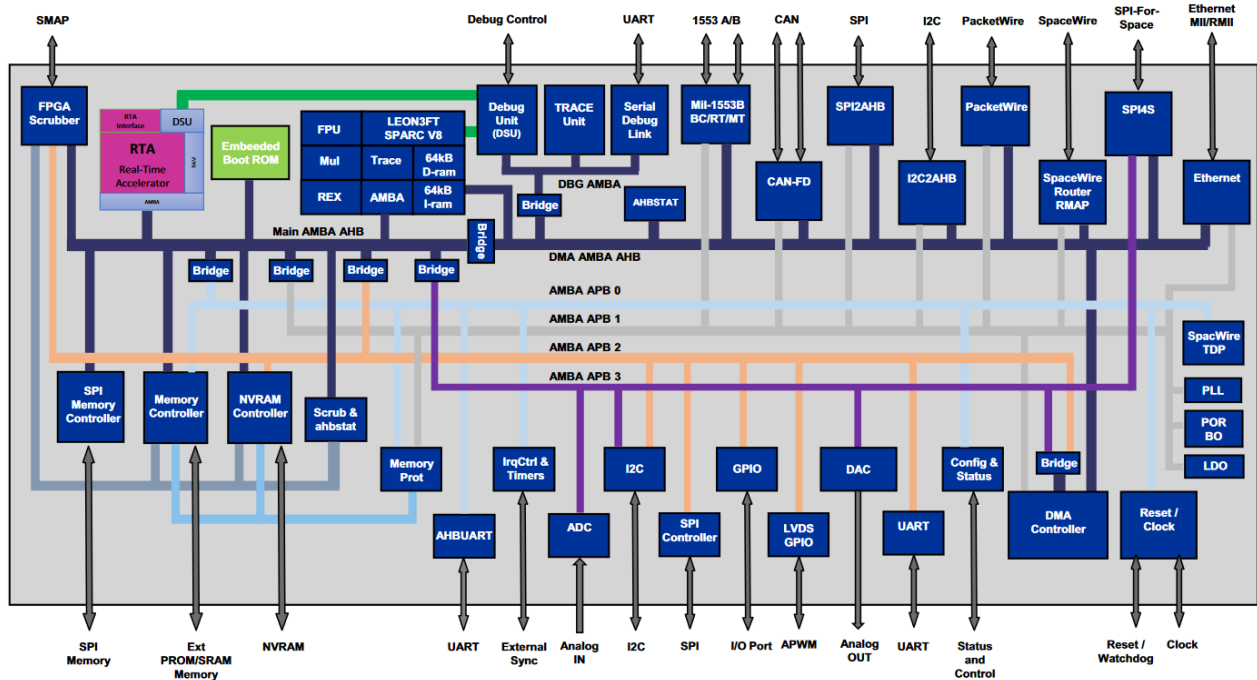 SMAP
Debug Control
UART
1553 A/B
CAN
SPI
I2C
PacketWire
SpaceWire
SPI-For-
Space
Ethernet
MII/RMII
FPGA
Scrubber
RTA
Interface
DSU
RTA
Real-Time
Accelerator
AMBA
Embeeded
Boot ROM
FPU
LEON3FT
SPARC V8
Mul
Trace
64kB
D-ram
REX
AMBA
64kB
I-ram
Debug
Unit
(DSU)
TRACE
Unit
Serial
Debug
Link
DBG AMBA
Bridge
AHBSTAT
Mil-1553B
BC/RT/MT
CAN-FD
SPI2AHB
I2C2AHB
PacketWire
SpaceWire
Router
RMAP
SPI4S
Ethernet
Main AMBA AHB
Bridge
DMA AMBA AHB
Bridge
Bridge
Bridge
Bridge
AMBA APB 0
AMBA APB 1
AMBA APB 2
AMBA APB 3
SpacWire
TDP
PLL
POR
BO
LDO
SPI
Memory
Controller
Memory
Controller
NVRAM
Controller
Scrub &
ahbstat
Memory
Prot
IrqCtrl &
Timers
I2C
GPIO
DAC
Config &
Status
Bridge
DMA
Controller
Reset /
Clock
AHBUART
ADC
SPI
Controller
LVDS
GPIO
UART
SPI
Memory
Ext
PROM/SRAM
Memory
NVRAM
UART
External
Sync
Analog
IN
I2C
SPI
I/O Port
APWM
Analog
OUT
UART
Status
and
Control
Reset /
Watchdog
Clock